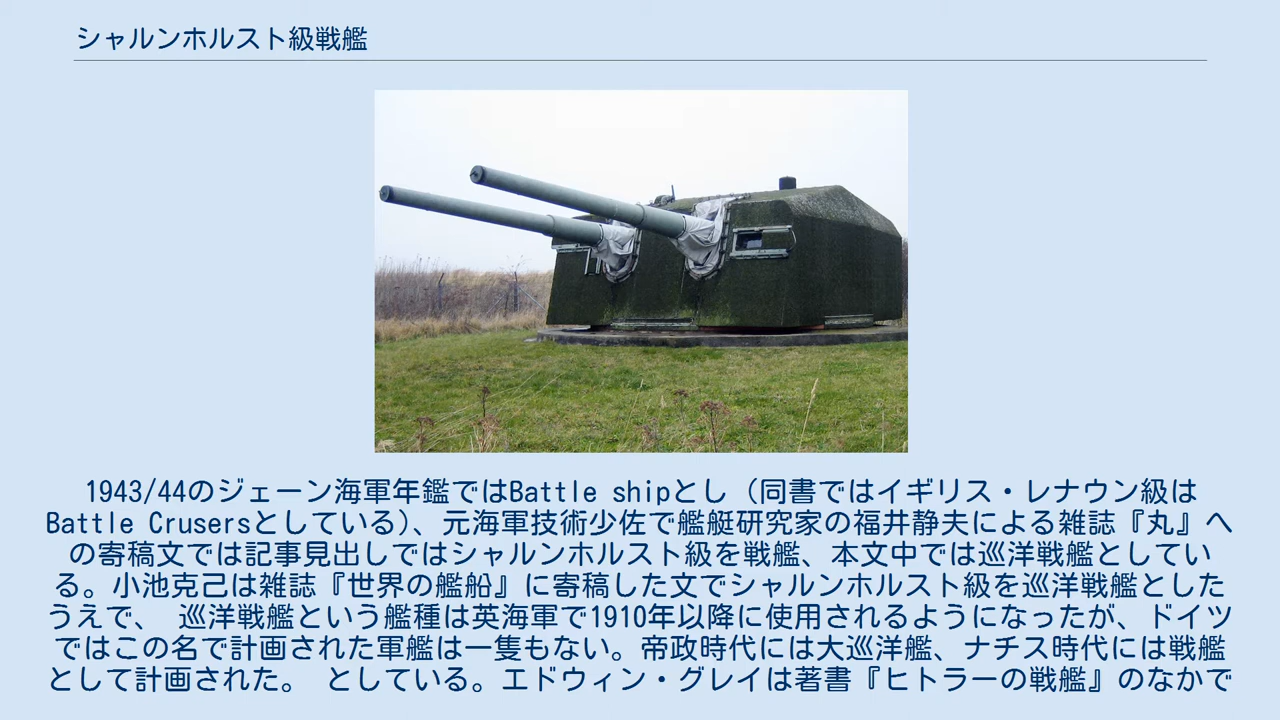 シャルンホルスト級戦艦
1943/44のジェーン海軍年鑑ではBattle shipとし（同書ではイギリス・レナウン級は
Battle Crusersとしている)、元海軍技術少佐で艦艇研究家の福井静夫による雑誌『丸』へ
の寄稿文では記事見出しではシャルンホルスト級を戦艦、本文中では巡洋戦艦としてい
る。小池克己は雑誌『世界の艦船』に寄稿した文でシャルンホルスト級を巡洋戦艦とした
うえで、 巡洋戦艦という艦種は英海軍で1910年以降に使用されるようになったが、ドイツ
ではこの名で計画された軍艦は一隻もない。帝政時代には大巡洋艦、ナチス時代には戦艦
として計画された。 としている。エドウィン・グレイは著書『ヒトラーの戦艦』のなかで